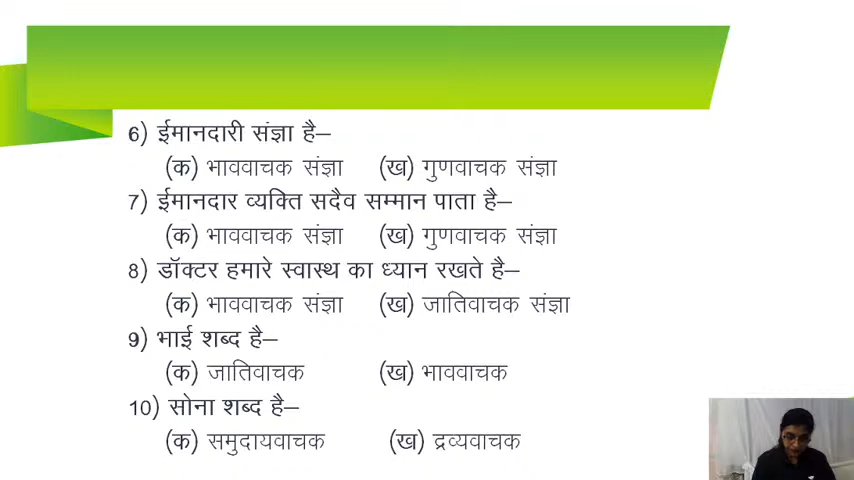 6) ईमानदारी संज्ञा है–
(क) भाववाचक संज्ञा (ख) गुणवाचक संज्ञा
7) ईमानदार व्यक्ति सदैव सम्मान पाता है–
(क) भाववाचक संज्ञा (ख) गुणवाचक संज्ञा
8) डॉक्टर हमारे स्वास्थ का ध्यान रखते है–
(क) भाववाचक संज्ञा (ख) जातिवाचक संज्ञा
9) भाई शब्द है–
(क) जातिवाचक (ख) भाववाचक
10) सोना शब्द है–
(क) समुदायवाचक (ख) द्रव्यवाचक